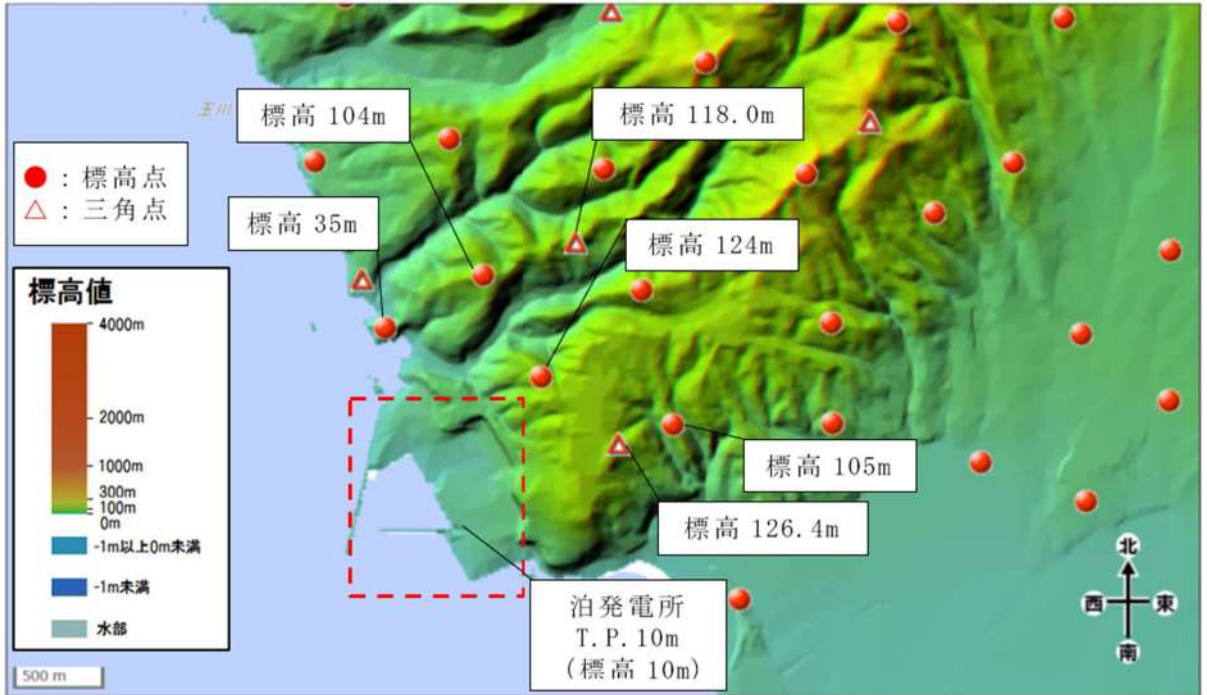 玉川
標高 104m
標高 118.0m
●：標高点
△：三角点
標高 35m
標高 124m
標高値
4000m
2000m
1000m
300m
100m
0m
-1m以上0m未満
-1m未満
水部
標高 105m
標高 126.4m
泊発電所
T.P.10m
(標高 10m)
北
西 東
南
500 m